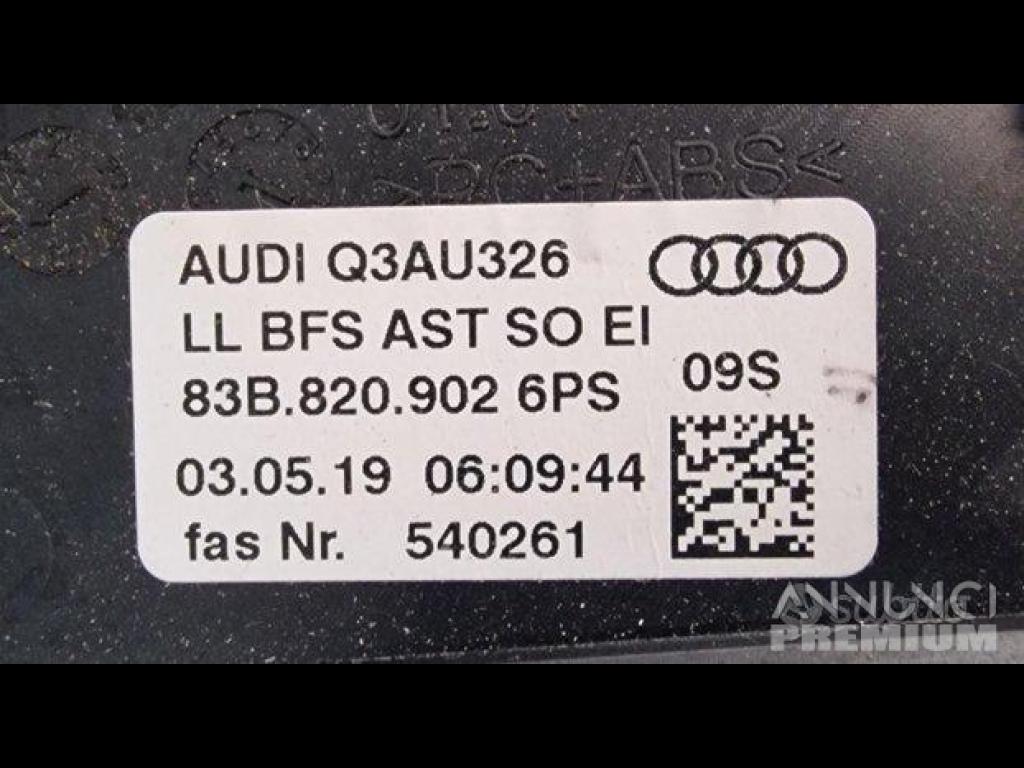 >PC+ABS<
AUDI Q3AU326
LL BFS AST SO EI
83B.820.902 6PS 09S
03.05.19 06:09:44
fas Nr. 540261
ANNUNCI
PREMIUM